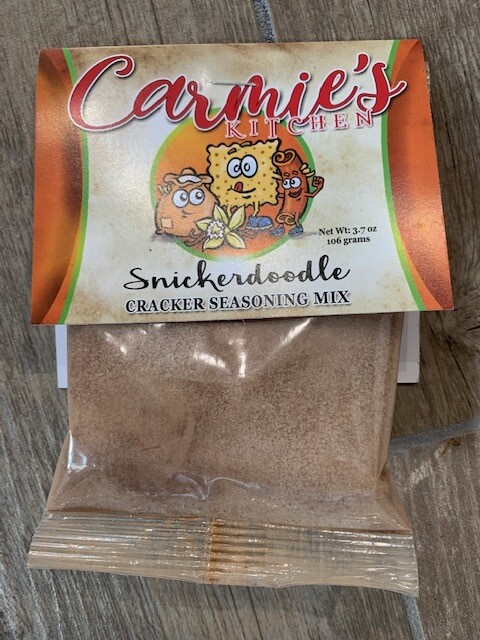 Carmie's
KITCHEN
Net Wt: 3.7 oz
106 grams
Snickerdoodle
CRACKER SEASONING MIX